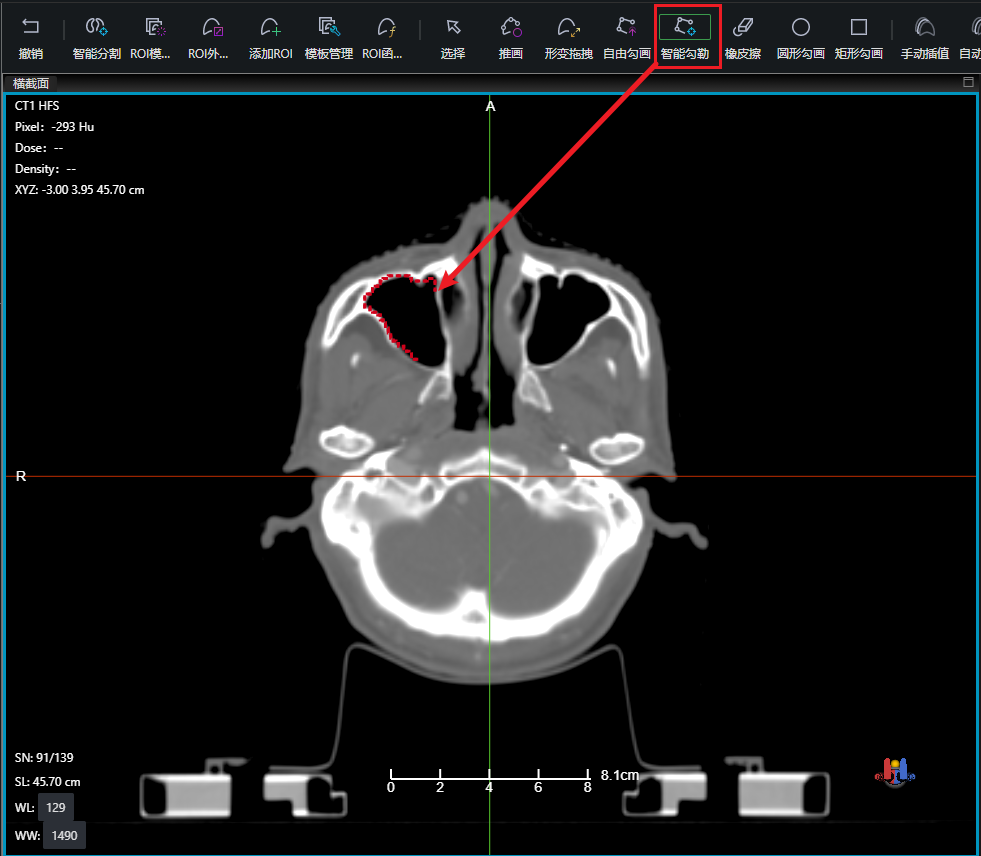 撤销 智能分割 ROI模... ROI外... 添加ROI 模板管理 ROI函... 选择 推画 形变拖拽 自由勾画 智能勾勒 橡皮擦 圆形勾画 矩形勾画 手动插值 自动
横截面
CT1 HFS
A
Pixel: -293 Hu
Dose: --
Density: --
XYZ: -3.00 3.95 45.70 cm
R
SN: 91/139
SL: 45.70 cm
8.1cm
0 2 4 6 8
WL: 129
WW: 1490